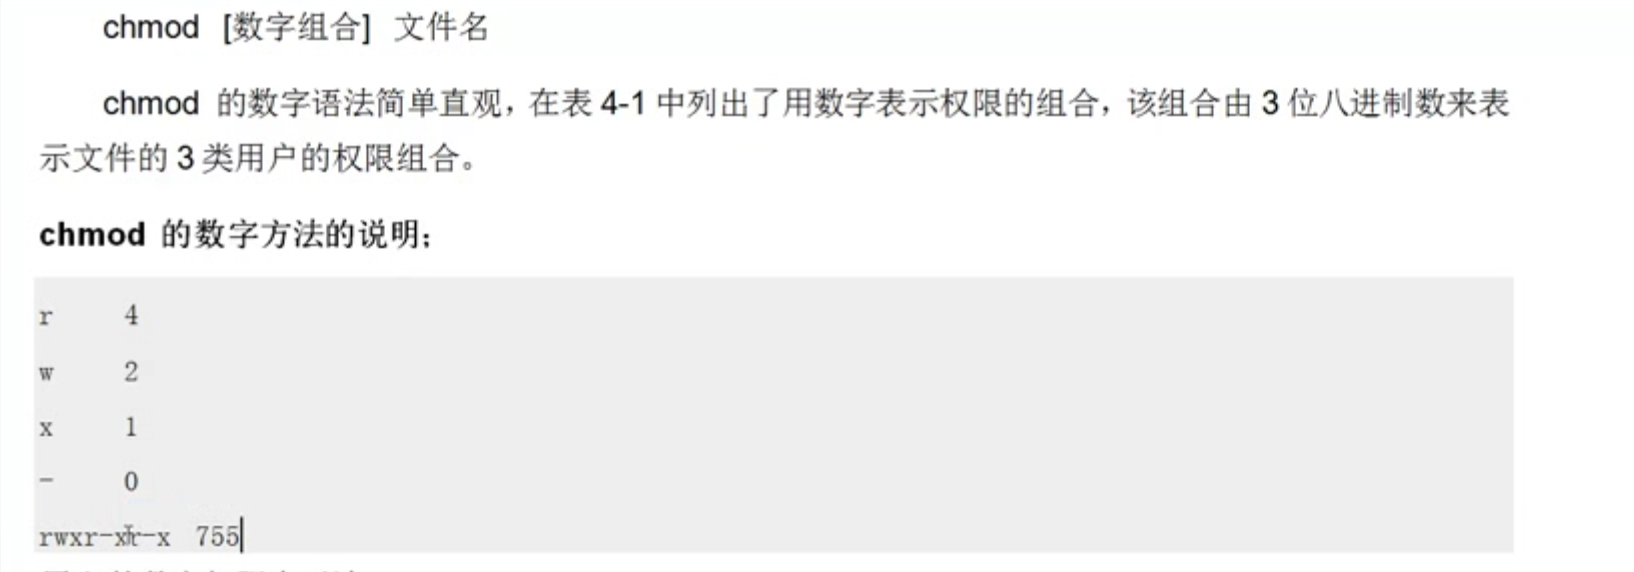 chmod [数字组合] 文件名
chmod 的数字语法简单直观，在表 4-1 中列出了用数字表示权限的组合，该组合由 3 位八进制数来表
示文件的 3 类用户的权限组合。
chmod 的数字方法的说明；
r 4
w 2
x 1
- 0
rwxr-xr-x 755